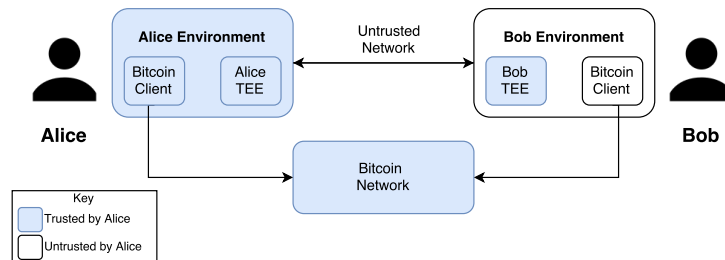 Alice Environment
Bitcoin
Client
Alice
TEE
Untrusted
Network
Bob Environment
Bob
TEE
Bitcoin
Client
Alice
Bob
Bitcoin
Network
Key
Trusted by Alice
Untrusted by Alice